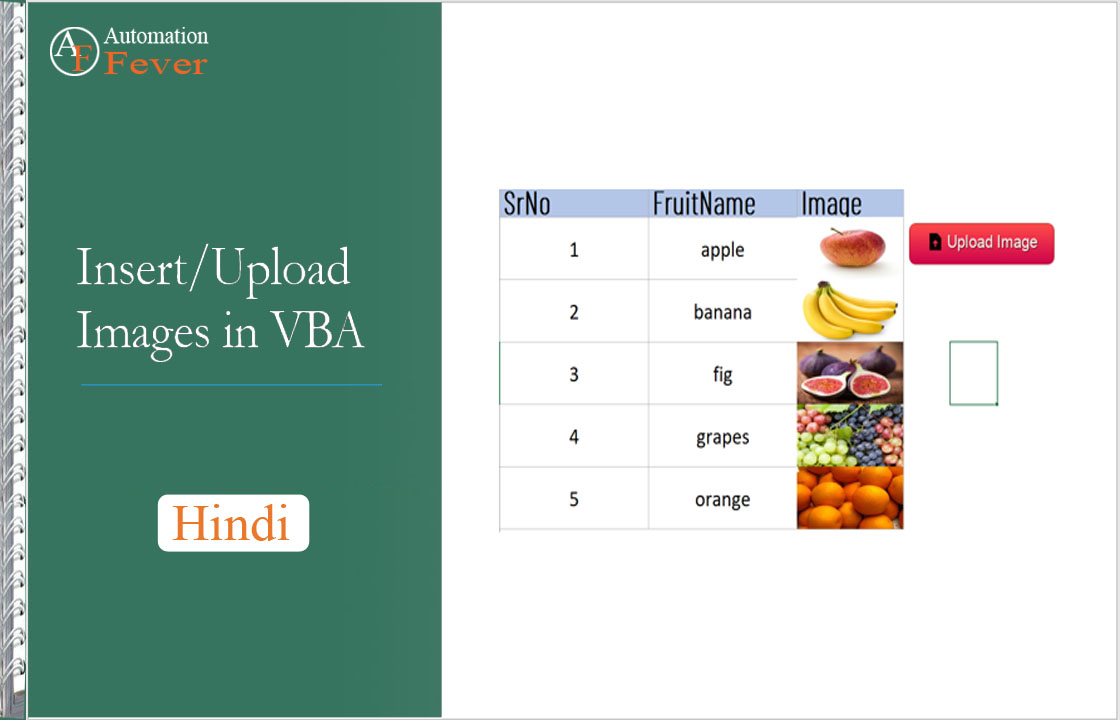 AF Automation
Fever
Insert/Upload
Images in VBA
Hindi
SrNo FruitName Image
1 apple
Upload Image
2 banana
3 fig
4 grapes
5 orange